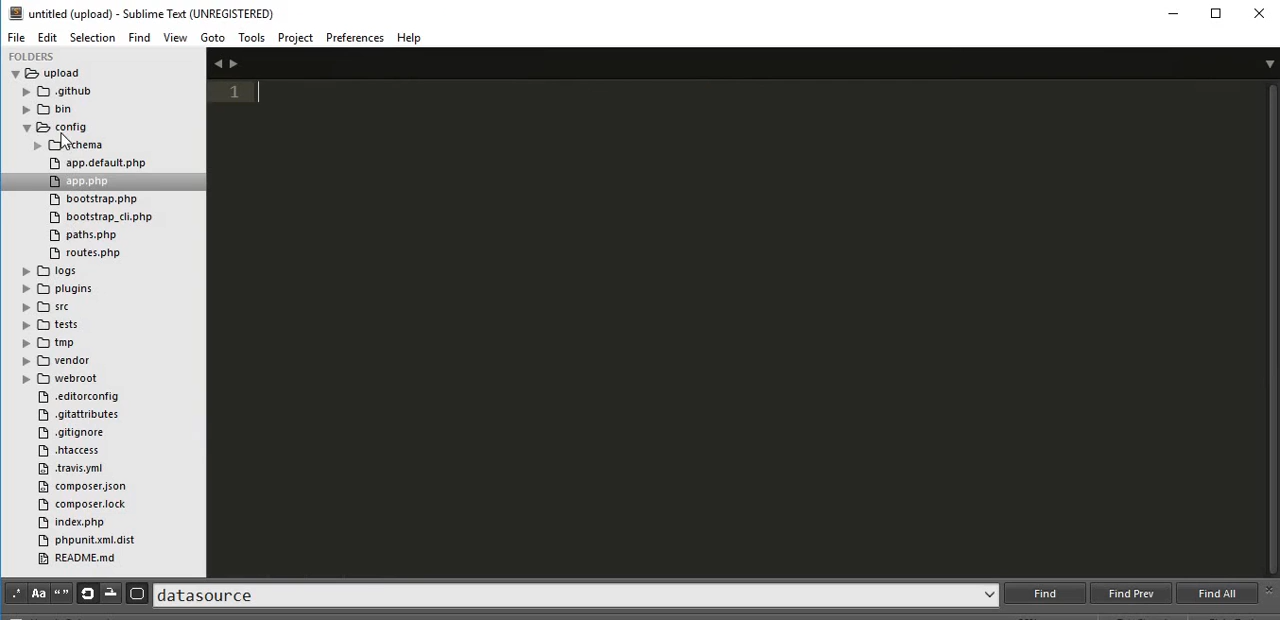 untitled (upload) - Sublime Text (UNREGISTERED)
File Edit Selection Find View Goto Tools Project Preferences Help
FOLDERS
upload
1
.github
bin
config
app.default.php
app.php
bootstrap.php
bootstrap_cli.php
paths.php
routes.php
logs
plugins
src
tests
tmp
vendor
webroot
.editorconfig
.gitattributes
.gitignore
.htaccess
.travis.yml
composer.json
composer.lock
index.php
phpunit.xml.dist
README.md
.* Aa “” datasource Find Find Prev Find All